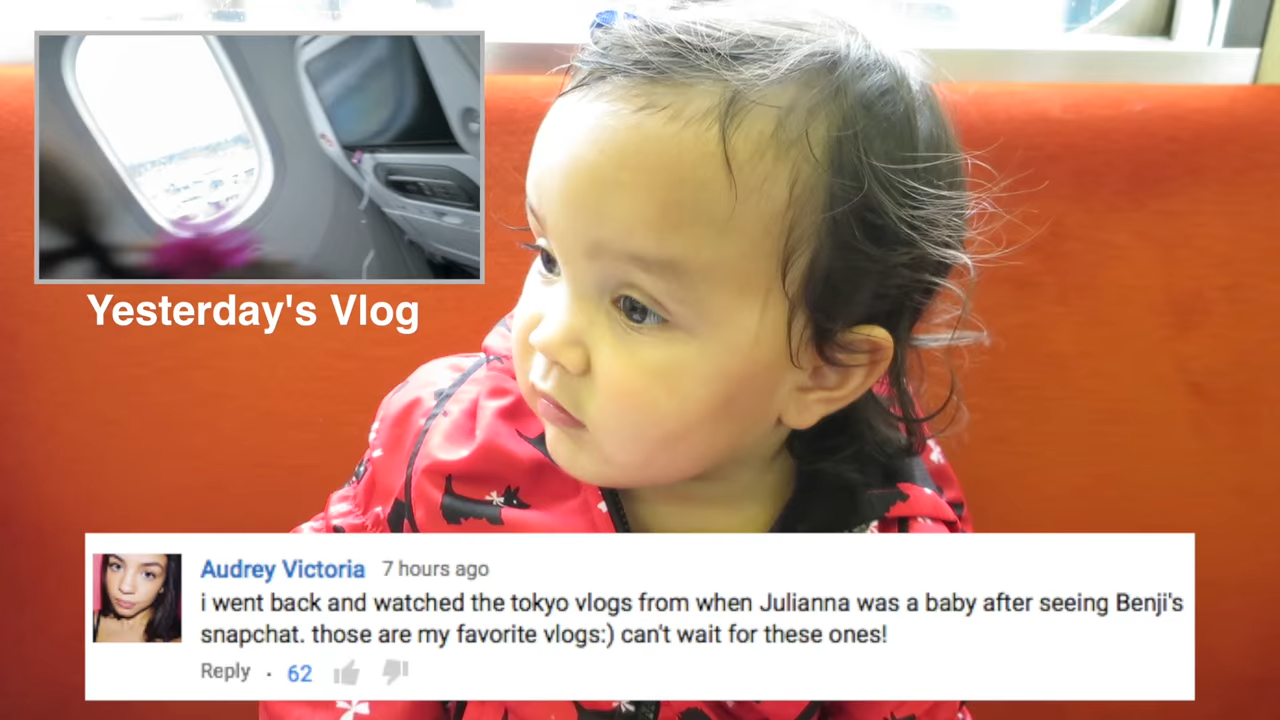 Yesterday's Vlog
Audrey Victoria 7 hours ago
i went back and watched the tokyo vlogs from when Julianna was a baby after seeing Benji's
snapchat. those are my favorite vlogs:) can't wait for these ones!
Reply · 62